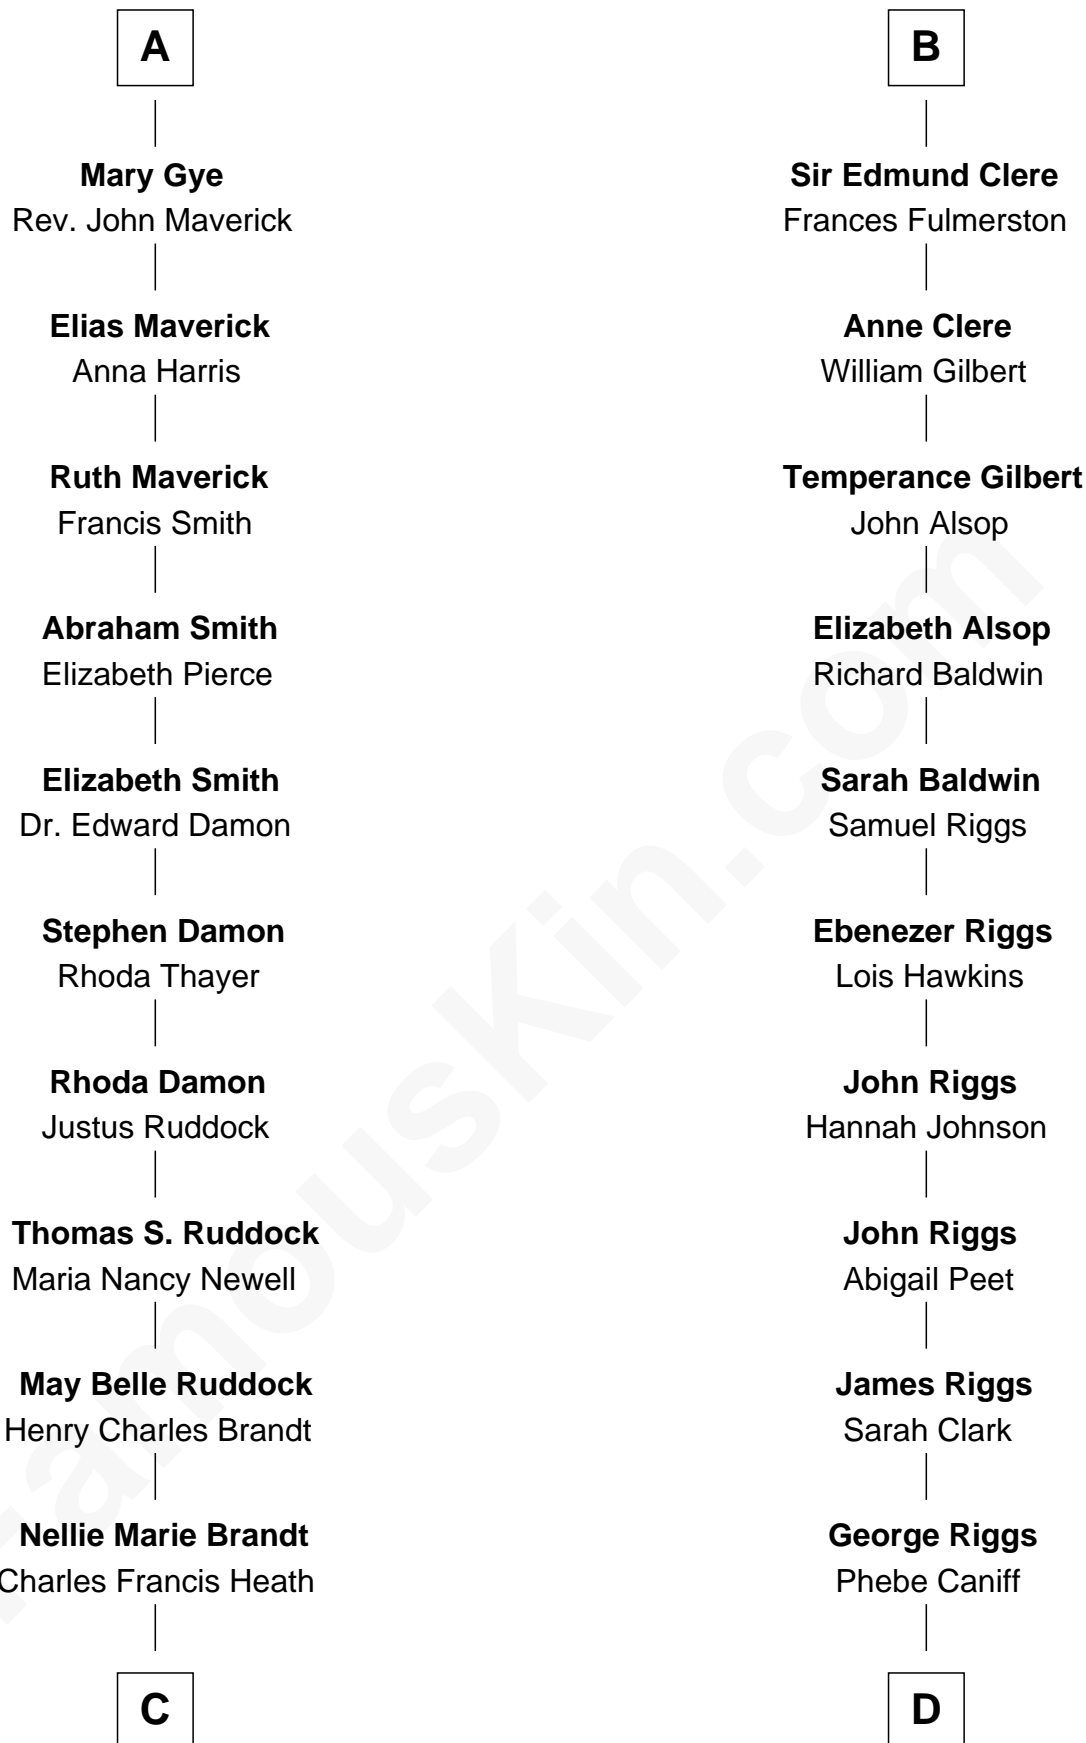 A
Mary Gye
Rev. John Maverick
Elias Maverick
Anna Harris
Ruth Maverick
Francis Smith
Abraham Smith
Elizabeth Pierce
Elizabeth Smith
Dr. Edward Damon
Stephen Damon
Rhoda Thayer
Rhoda Damon
Justus Ruddock
Thomas S. Ruddock
Maria Nancy Newell
May Belle Ruddock
Henry Charles Brandt
Nellie Marie Brandt
Charles Francis Heath
C
B
Sir Edmund Clere
Frances Fulmerston
Anne Clere
William Gilbert
Temperance Gilbert
John Alsop
Elizabeth Alsop
Richard Baldwin
Sarah Baldwin
Samuel Riggs
Ebenezer Riggs
Lois Hawkins
John Riggs
Hannah Johnson
John Riggs
Abigail Peet
James Riggs
Sarah Clark
George Riggs
Phebe Caniff
D
FamousKin.com